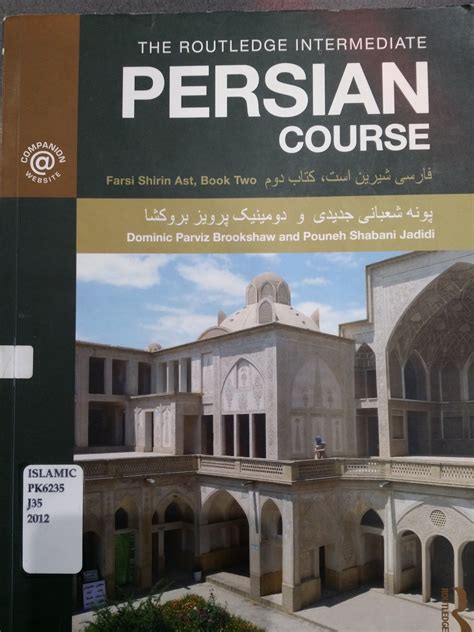 THE ROUTLEDGE INTERMEDIATE
PERSIAN
COURSE
COMPANION
@
WEBSITE
Farsi Shirin Ast, Book Two فارسی شیرین است، کتاب دوم
پونه شعبانی جدیدی و دومینیک پرویز بروکشا
Dominic Parviz Brookshaw and Pouneh Shabani Jadidi
ISLAMIC
PK6235
J35
2012
ROUTLEDGE